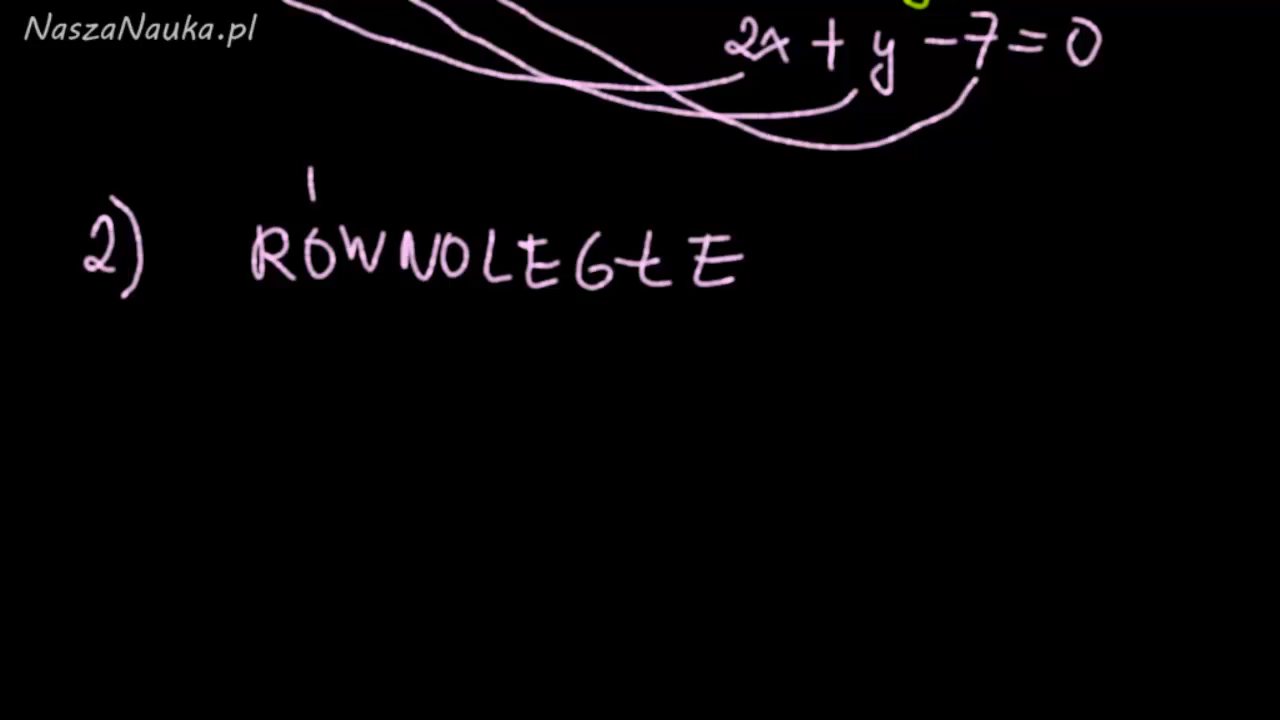 NaszaNauka.pl
2x + y - 7 = 0
2) RÓWNOLEGŁE